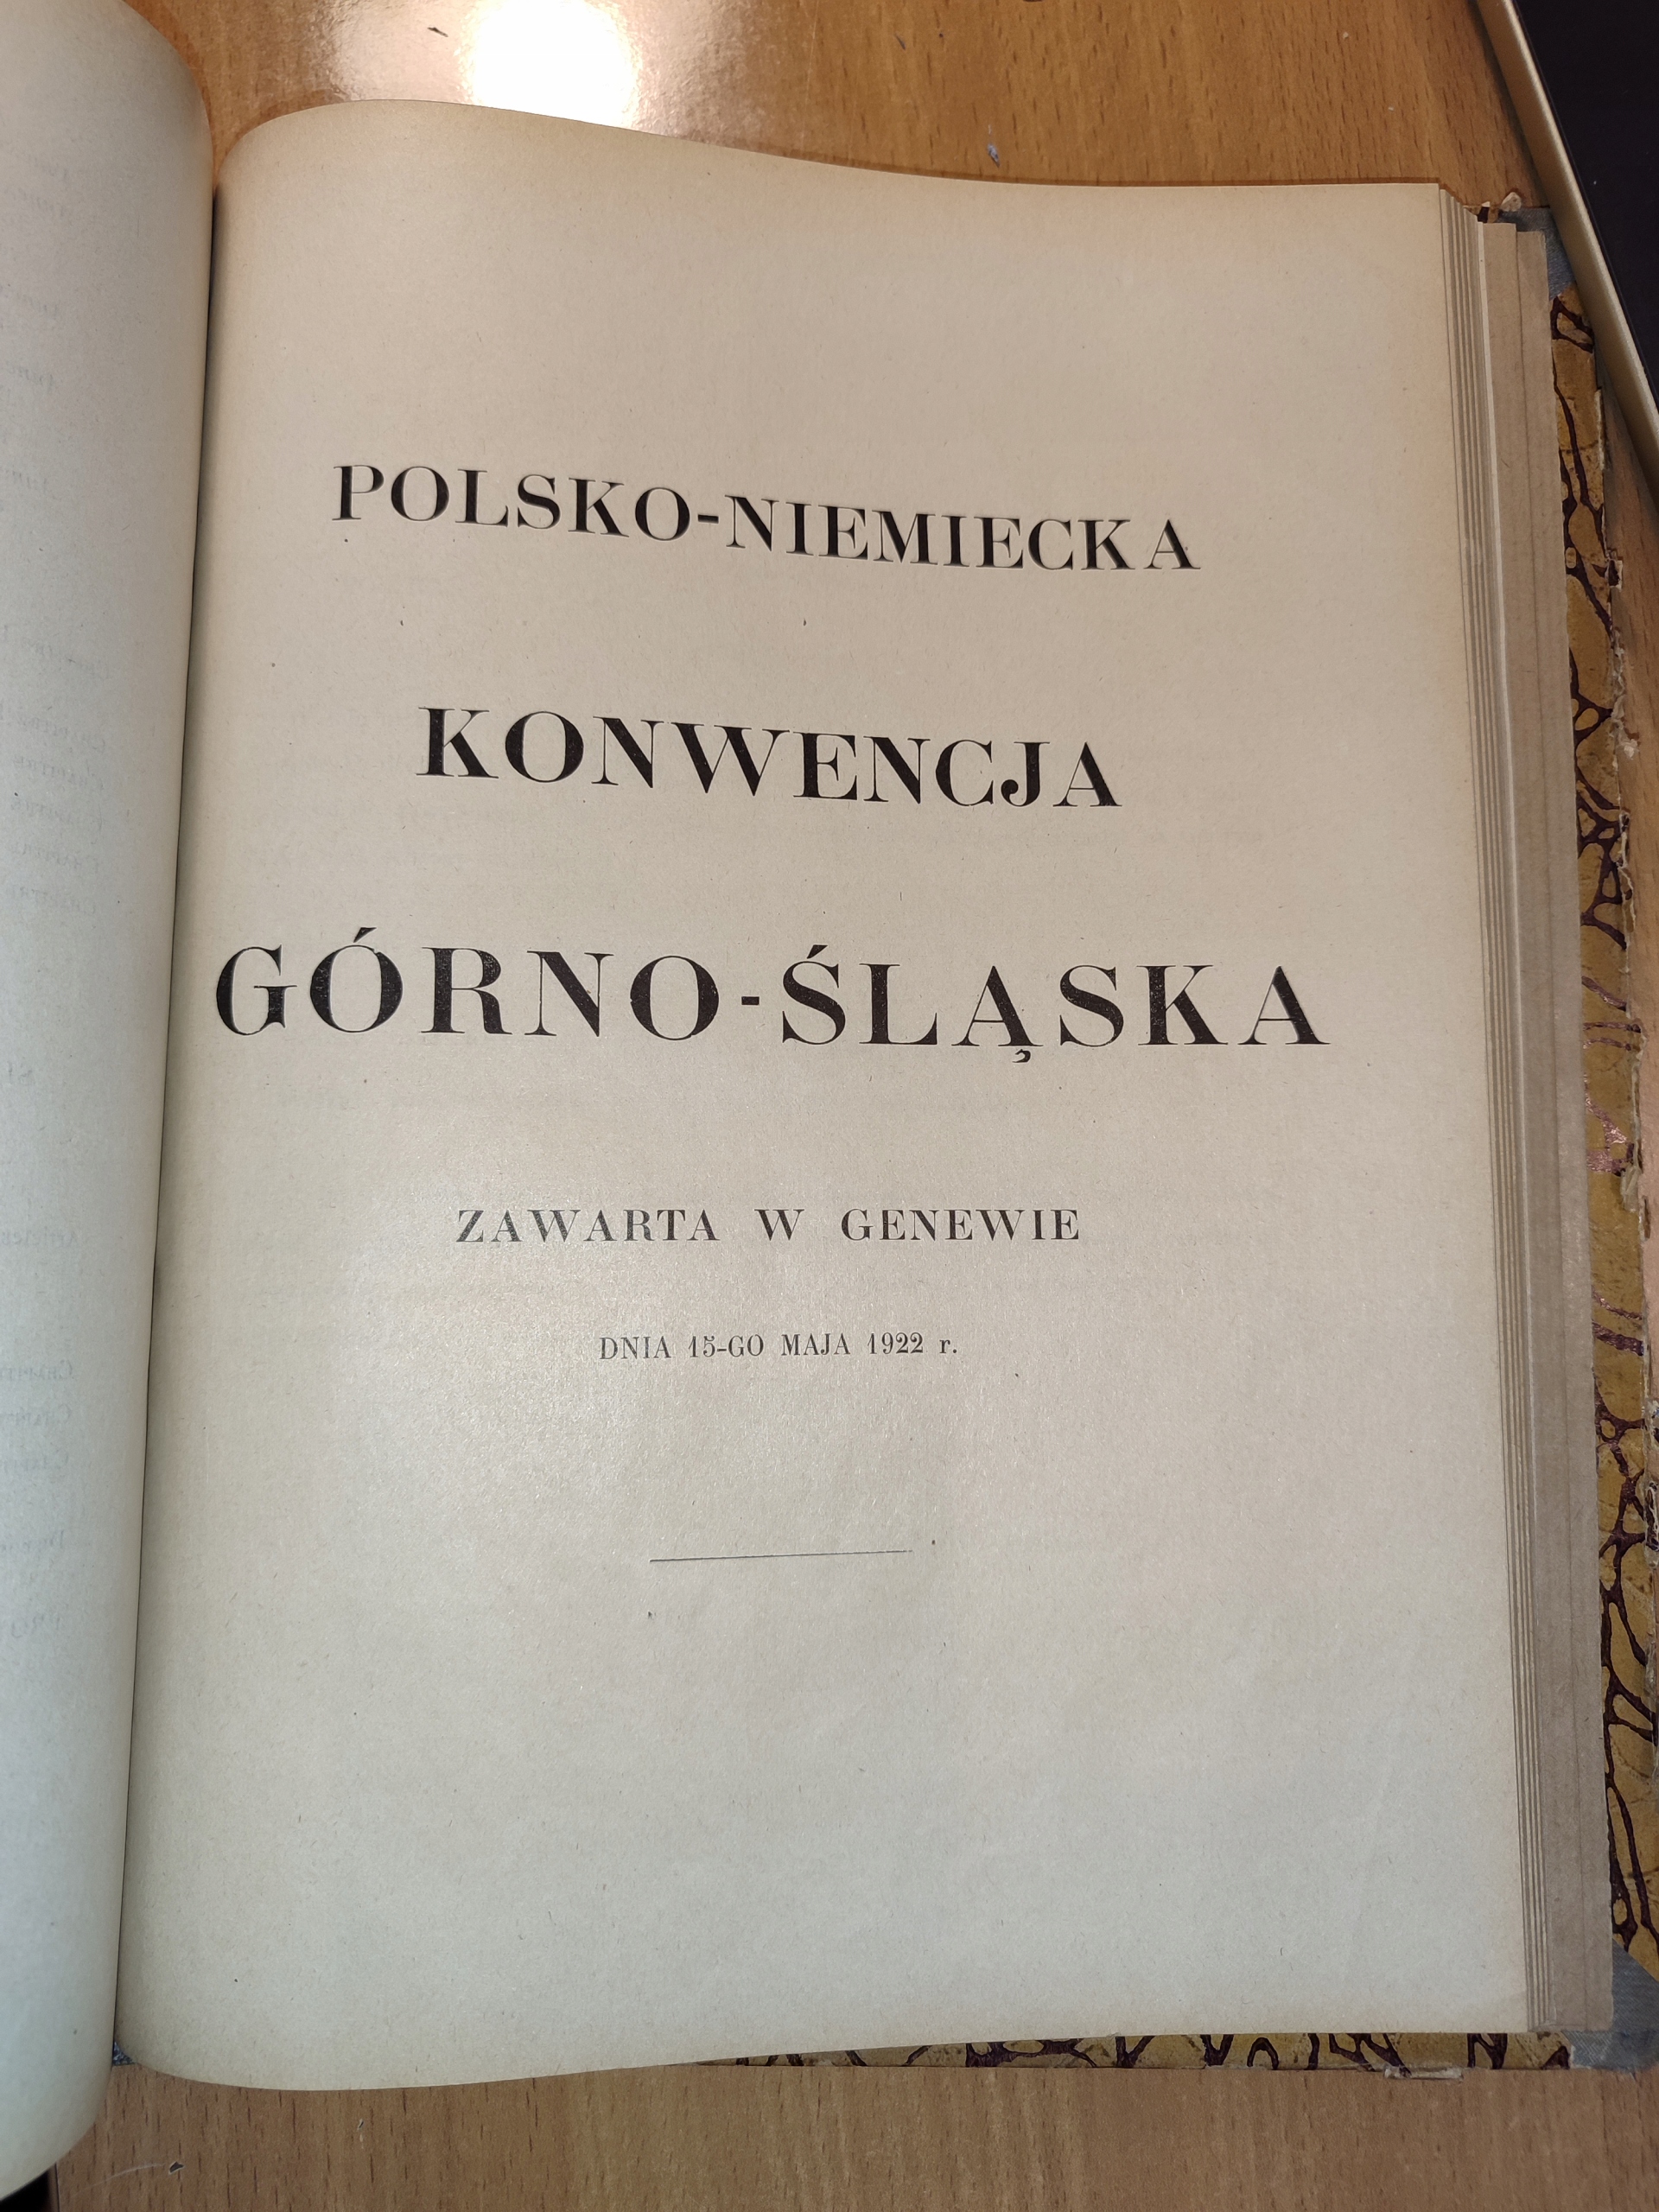 POLSKO-NIEMIECKA
KONWENCJA
GÓRNO-ŚLĄSKA
ZAWARTA W GENEWIE
DNIA 15-GO MAJA 1922 r.